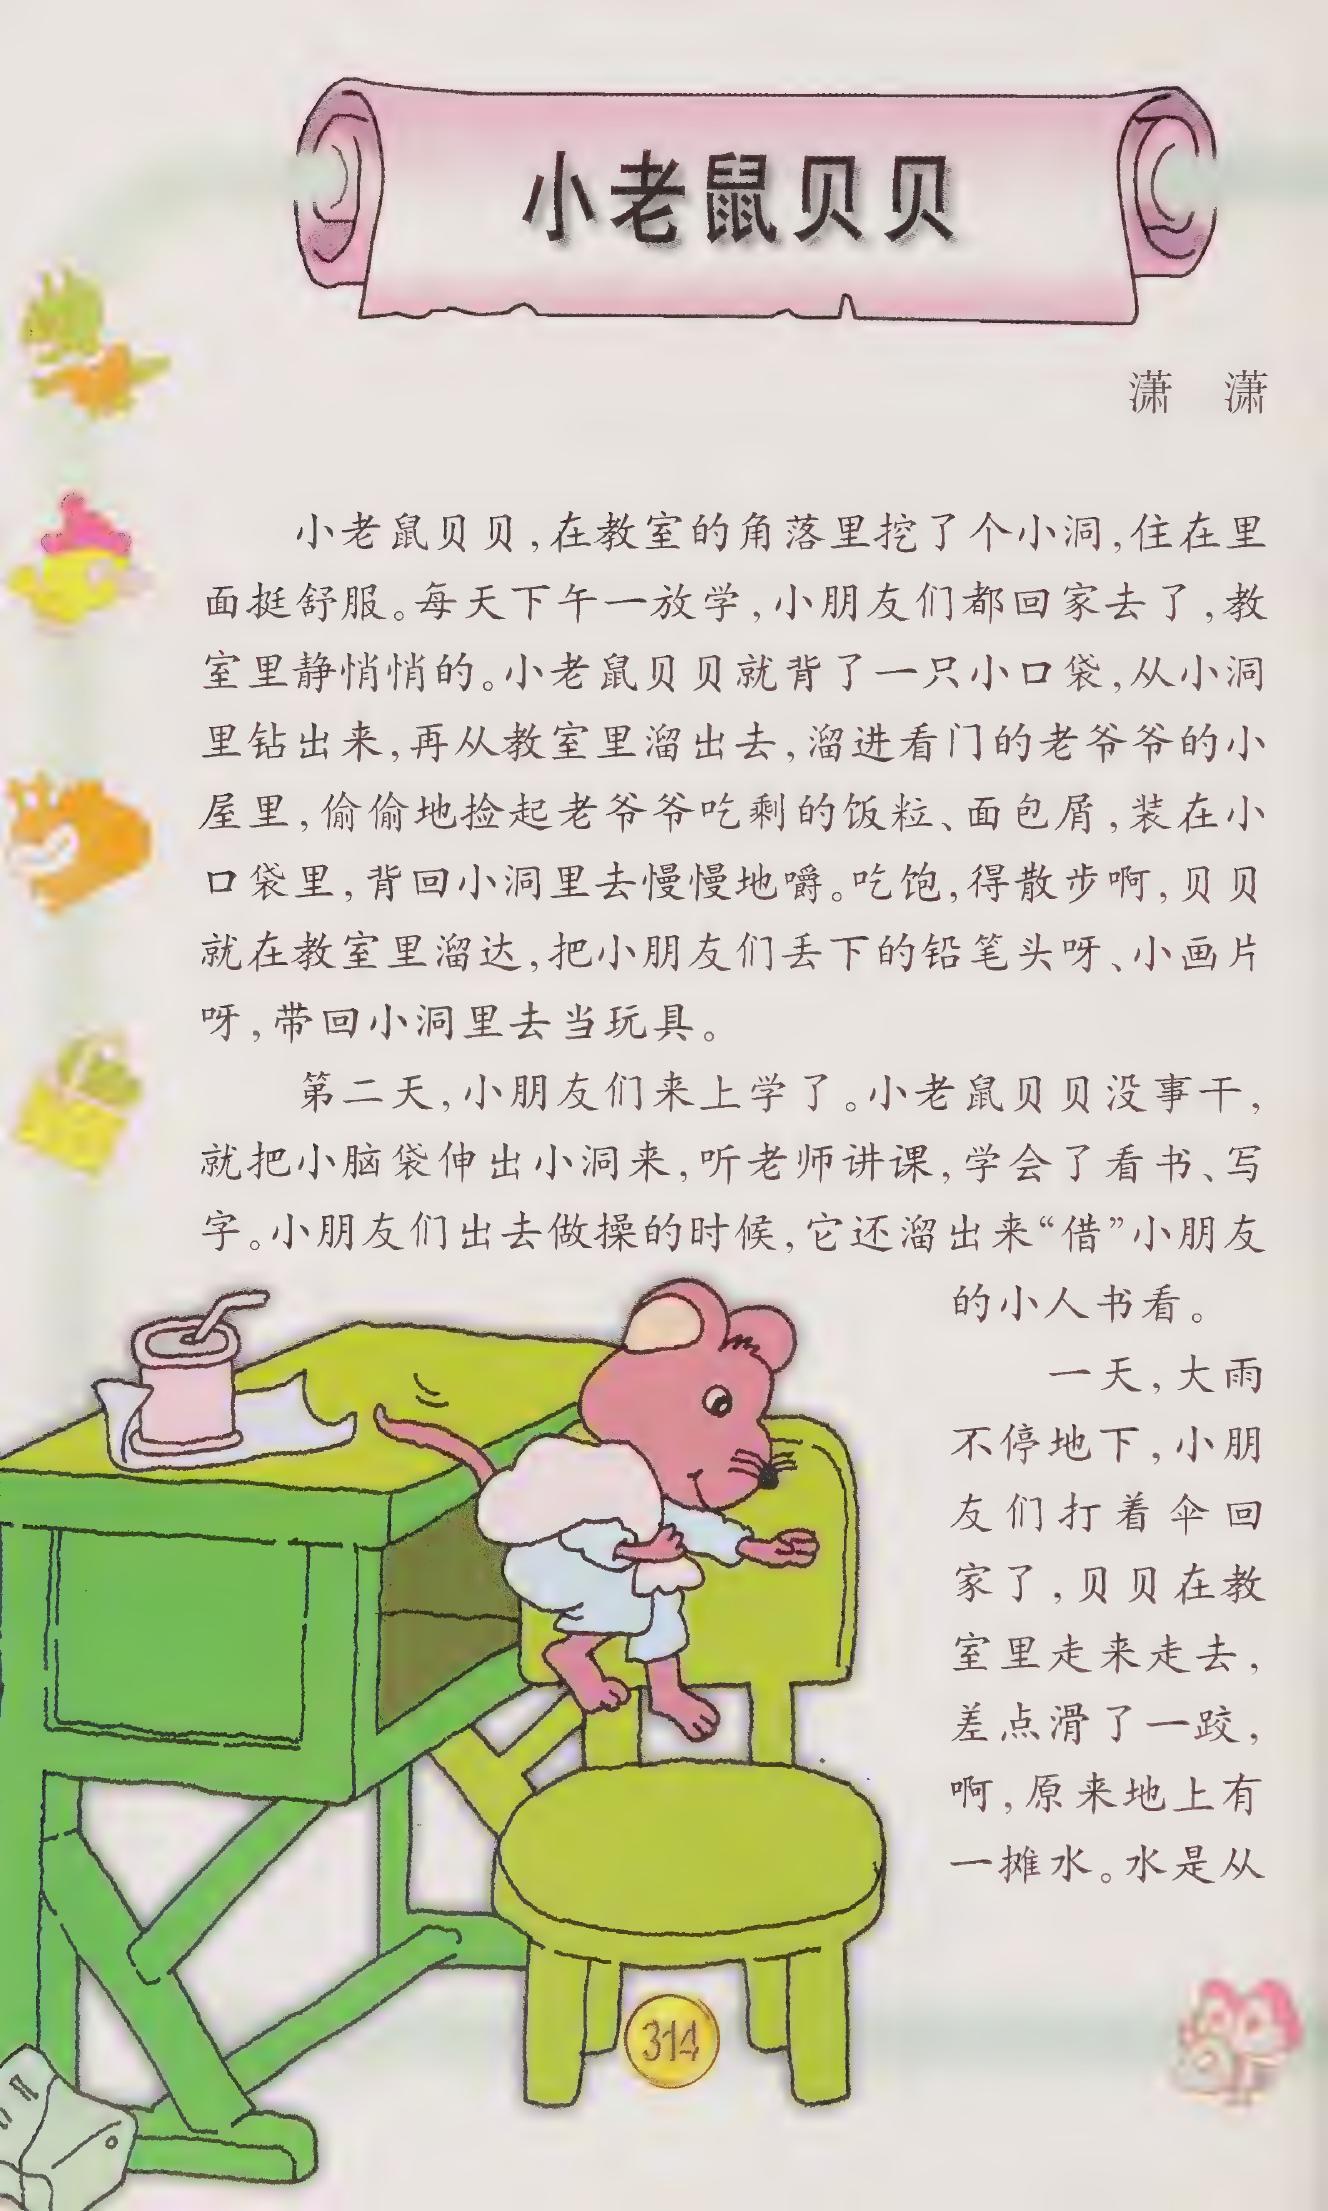 小老鼠贝贝
潇　潇
小老鼠贝贝，在教室的角落里挖了个小洞，住在里
面挺舒服。每天下午一放学，小朋友们都回家去了，教
室里静悄悄的。小老鼠贝贝就背了一只小口袋，从小洞
里钻出来，再从教室里溜出去，溜进看门的老爷爷的小
屋里，偷偷地捡起老爷爷吃剩的饭粒、面包屑，装在小
口袋里，背回小洞里去慢慢地嚼。吃饱，得散步啊，贝贝
就在教室里溜达，把小朋友们丢下的铅笔头呀、小画片
呀，带回小洞里去当玩具。
第二天，小朋友们来上学了。小老鼠贝贝没事干，
就把小脑袋伸出小洞来，听老师讲课，学会了看书、写
字。小朋友们出去做操的时候，它还溜出来“借”小朋友
的小人书看。
一天，大雨
不停地下，小朋
友们打着伞回
家了，贝贝在教
室里走来走去，
差点滑了一跤，
啊，原来地上有
一摊水。水是从
314